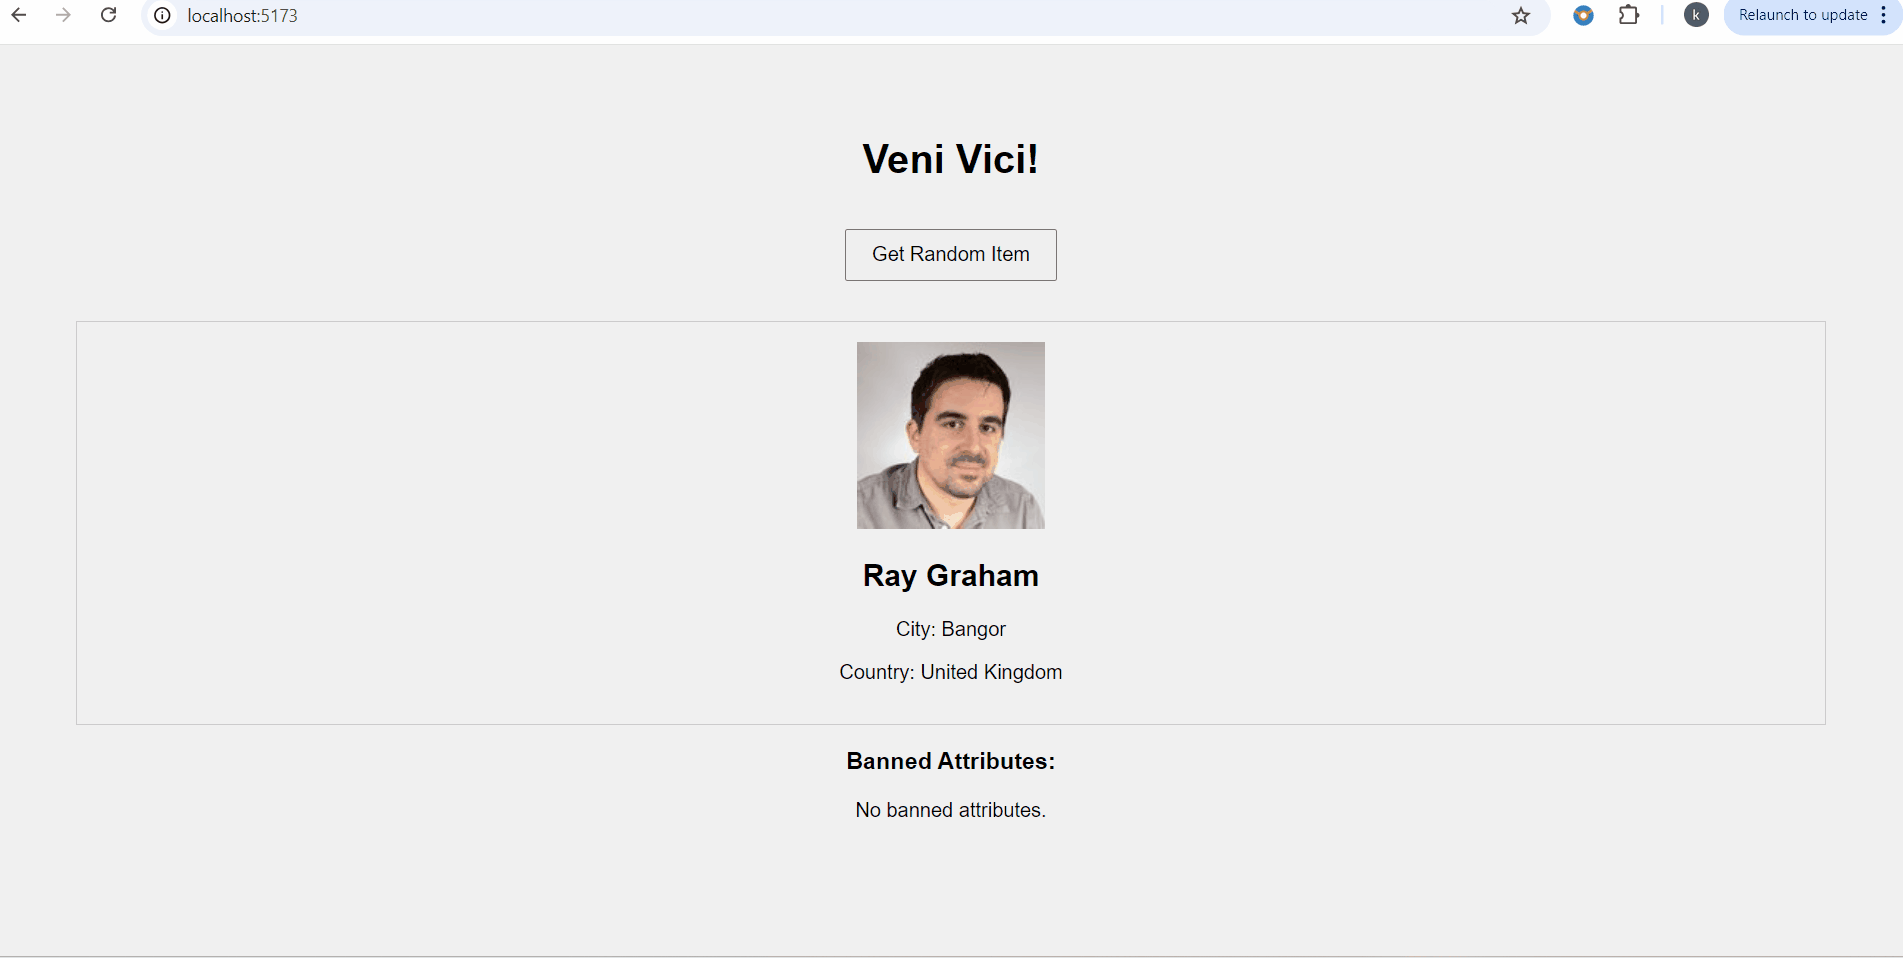 localhost:5173
k
Relaunch to update
Veni Vici!
Get Random Item
Ray Graham
City: Bangor
Country: United Kingdom
Banned Attributes:
No banned attributes.